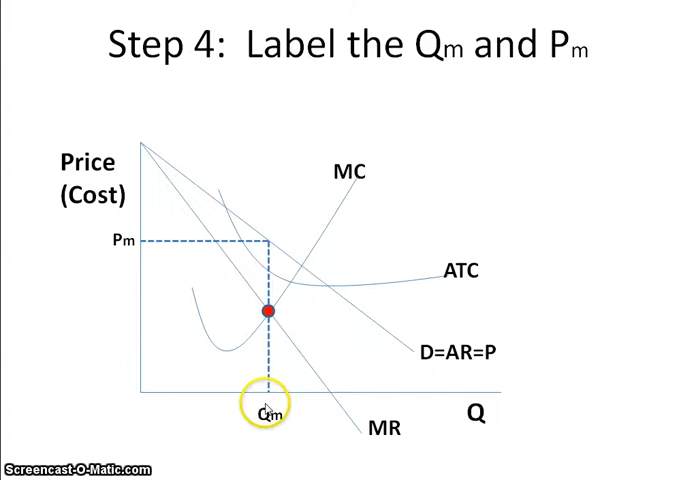 Step 4: Label the Qm and Pm
Price
(Cost)
MC
Pm
ATC
D=AR=P
Qm
Q
MR
Screencast-O-Matic.com